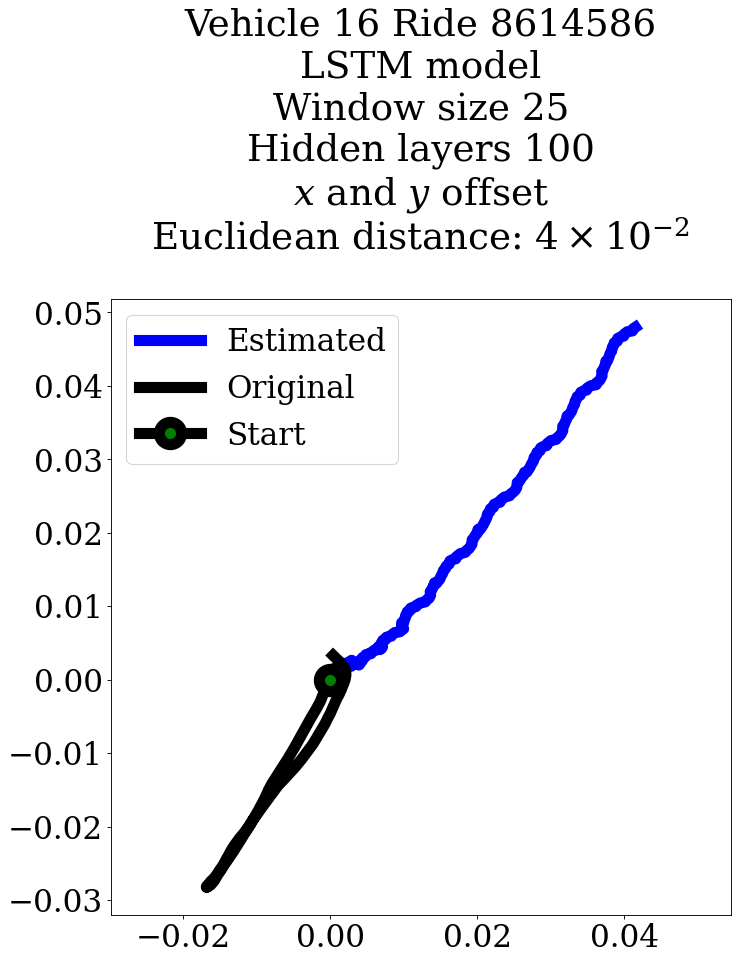 Vehicle 16 Ride 8614586
LSTM model
Window size 25
Hidden layers 100
x and y offset
Euclidean distance: 4 × 10⁻²
0.05
0.04
0.03
0.02
0.01
0.00
−0.01
−0.02
−0.03
Estimated
Original
Start
−0.02 0.00 0.02 0.04